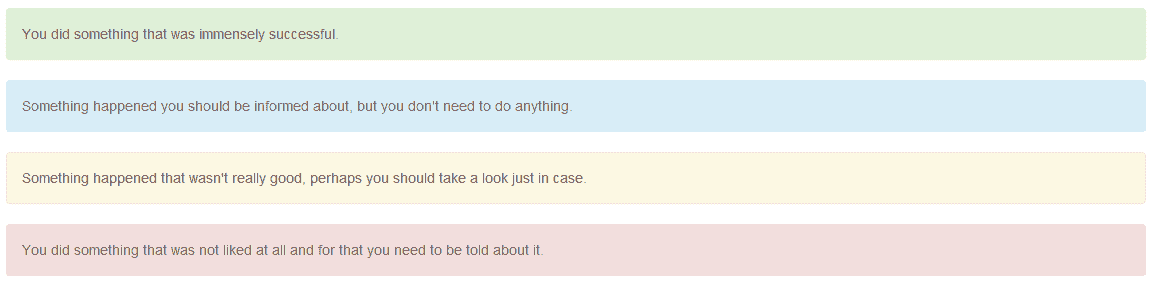 You did something that was immensely successful.
Something happened you should be informed about, but you don't need to do anything.
Something happened that wasn't really good, perhaps you should take a look just in case.
You did something that was not liked at all and for that you need to be told about it.